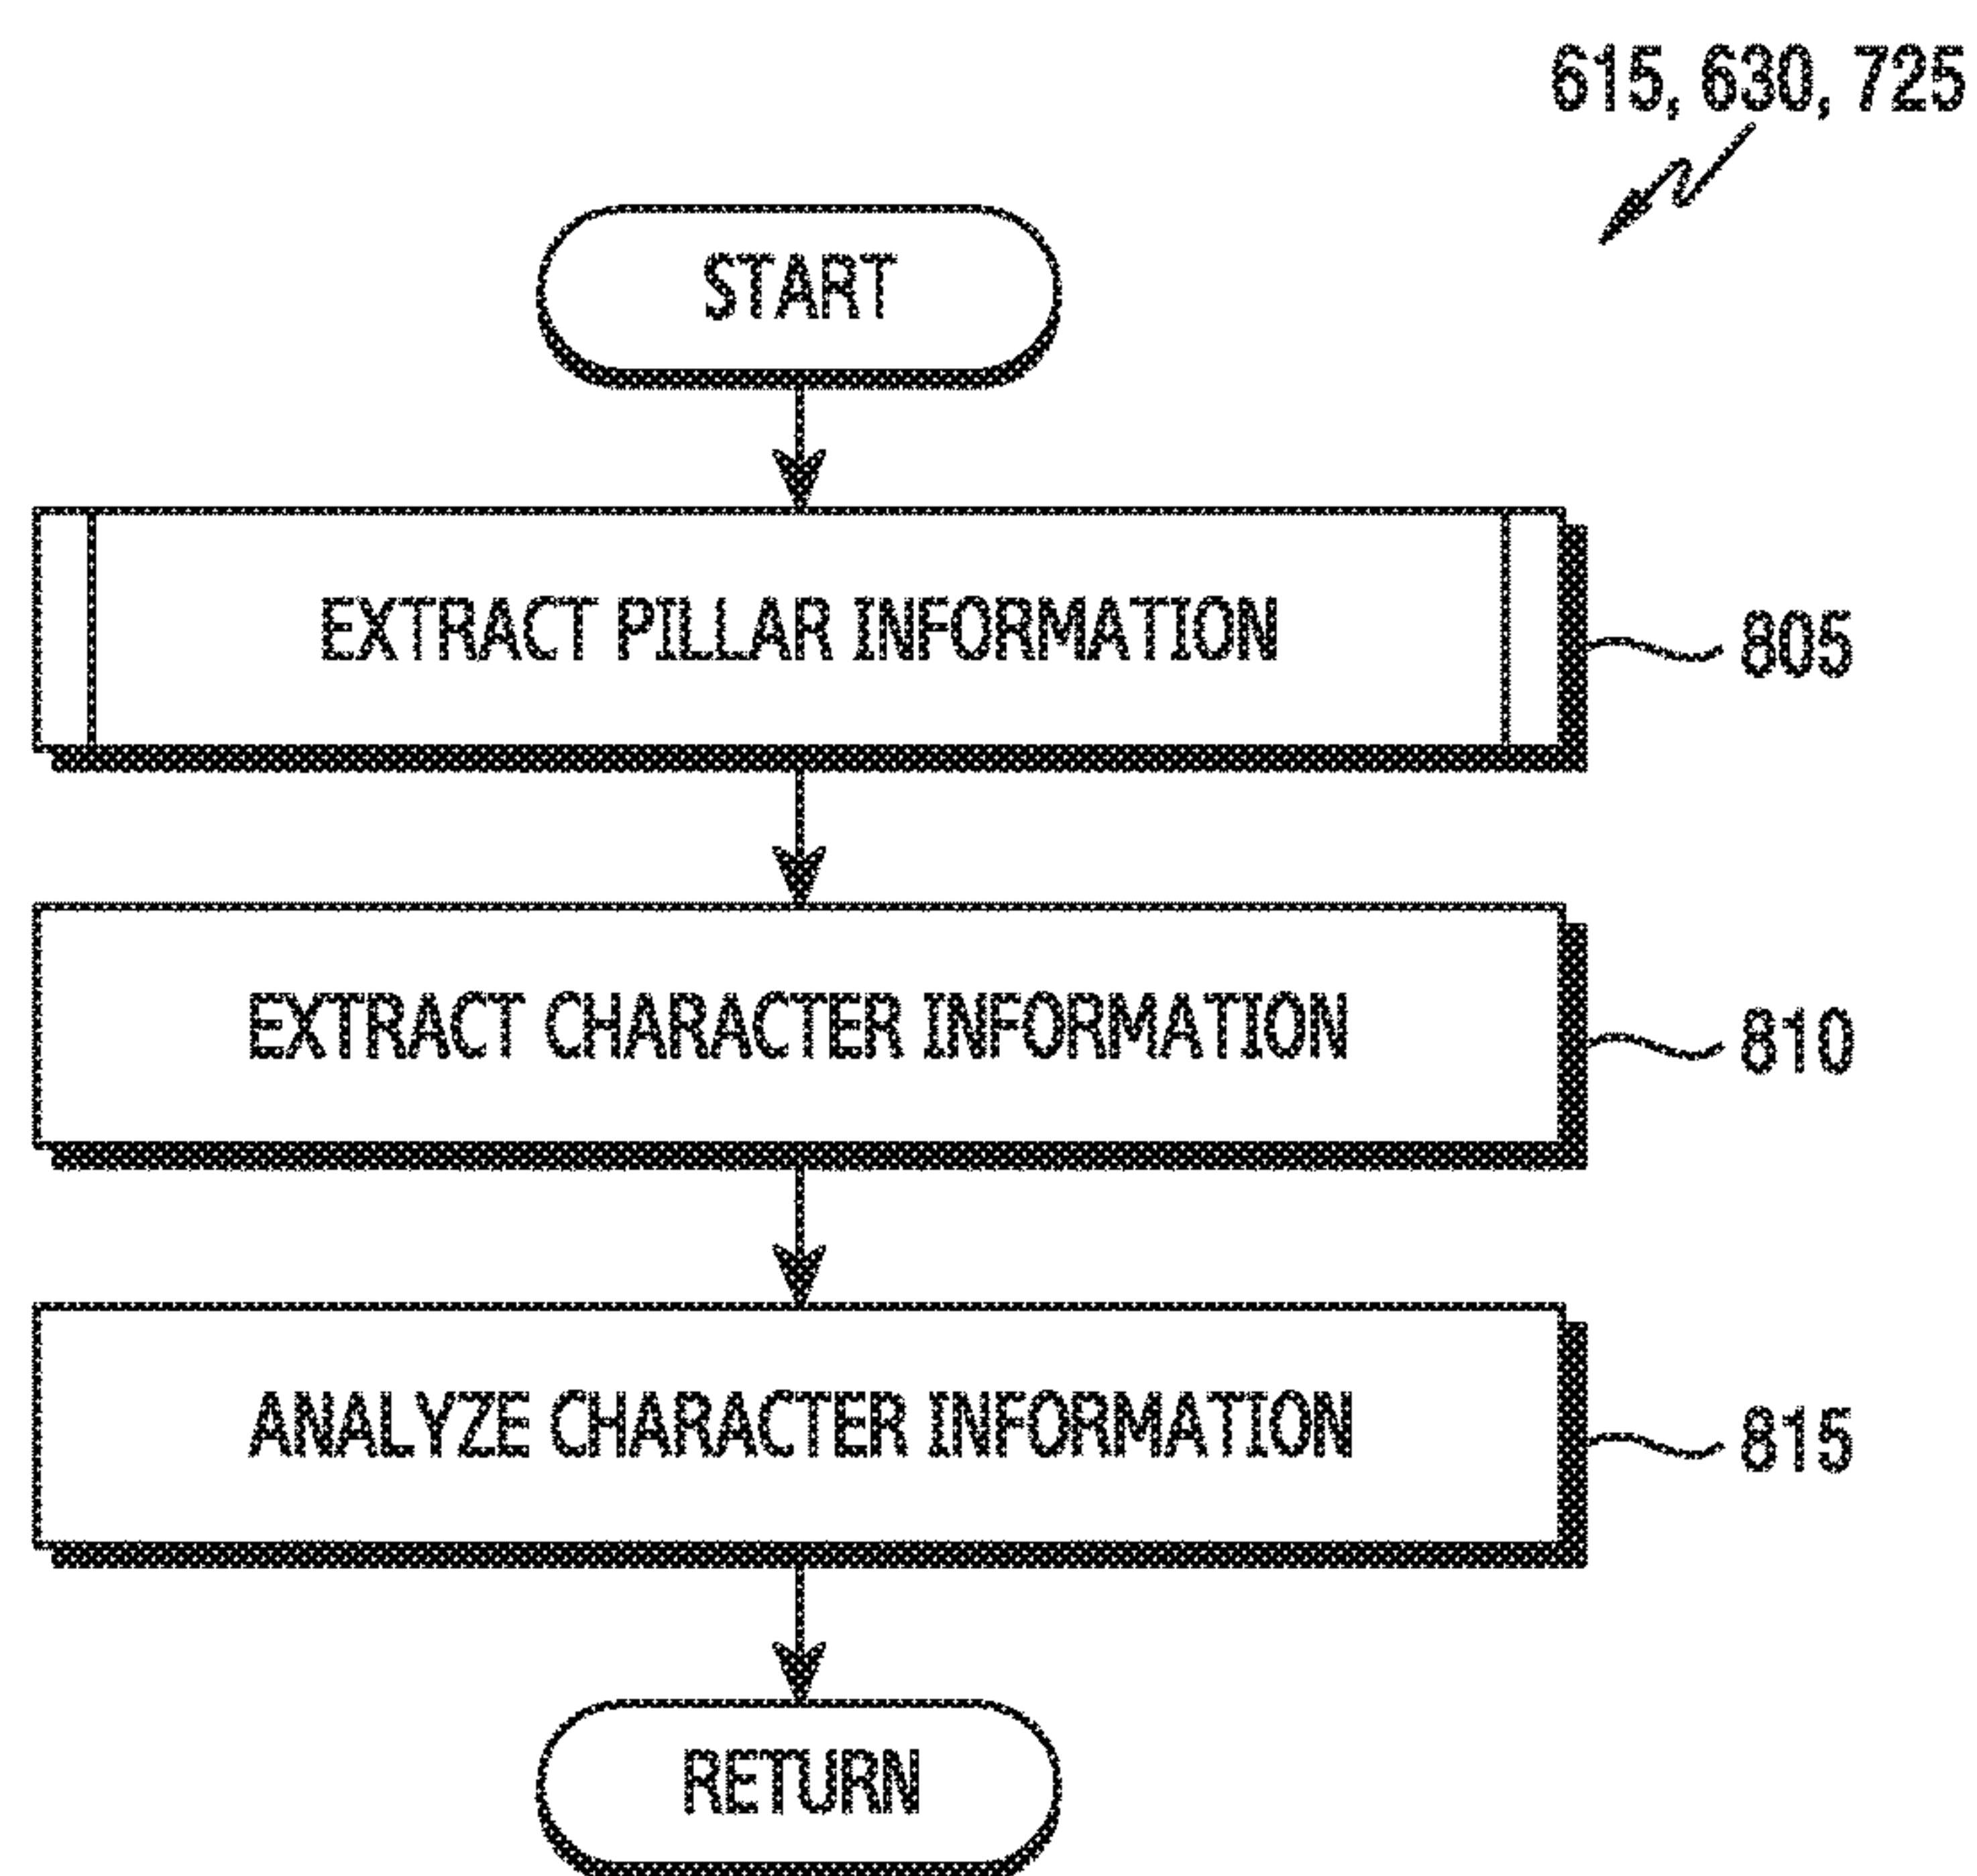 615, 630, 725
START
EXTRACT PILLAR INFORMATION
805
EXTRACT CHARACTER INFORMATION
810
ANALYZE CHARACTER INFORMATION
815
RETURN